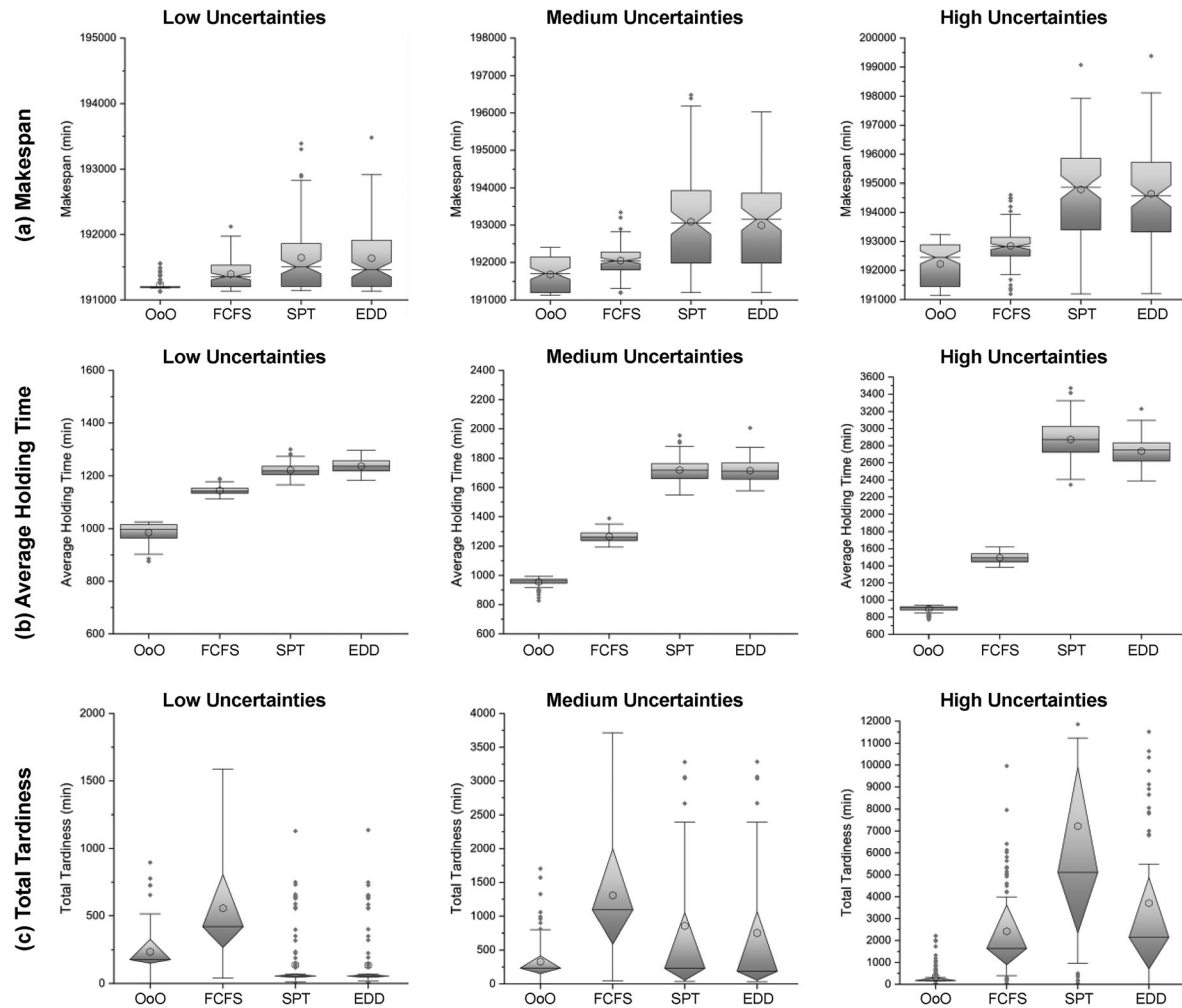 Low Uncertainties
Medium Uncertainties
High Uncertainties
(a) Makespan
Makespan (min)
195000
194000
193000
192000
191000
OoO FCFS SPT EDD
Makespan (min)
198000
197000
196000
195000
194000
193000
192000
191000
OoO FCFS SPT EDD
Makespan (min)
200000
199000
198000
197000
196000
195000
194000
193000
192000
191000
OoO FCFS SPT EDD
Low Uncertainties
Medium Uncertainties
High Uncertainties
(b) Average Holding Time
Average Holding Time (min)
1600
1400
1200
1000
800
600
OoO FCFS SPT EDD
Average Holding Time (min)
2400
2200
2000
1800
1600
1400
1200
1000
800
600
OoO FCFS SPT EDD
Average Holding Time (min)
3600
3400
3200
3000
2800
2600
2400
2200
2000
1800
1600
1400
1200
1000
800
600
OoO FCFS SPT EDD
Low Uncertainties
Medium Uncertainties
High Uncertainties
(c) Total Tardiness
Total Tardiness (min)
2000
1500
1000
500
0
OoO FCFS SPT EDD
Total Tardiness (min)
4000
3500
3000
2500
2000
1500
1000
500
0
OoO FCFS SPT EDD
Total Tardiness (min)
12000
11000
10000
9000
8000
7000
6000
5000
4000
3000
2000
1000
0
OoO FCFS SPT EDD